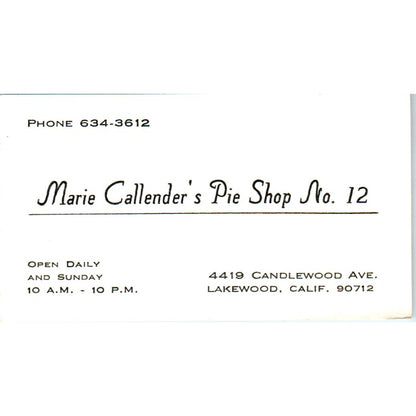 PHONE 634-3612
Marie Callender's Pie Shop No. 12
OPEN DAILY
AND SUNDAY
10 A.M. - 10 P.M.
4419 CANDLEWOOD AVE.
LAKEWOOD, CALIF. 90712